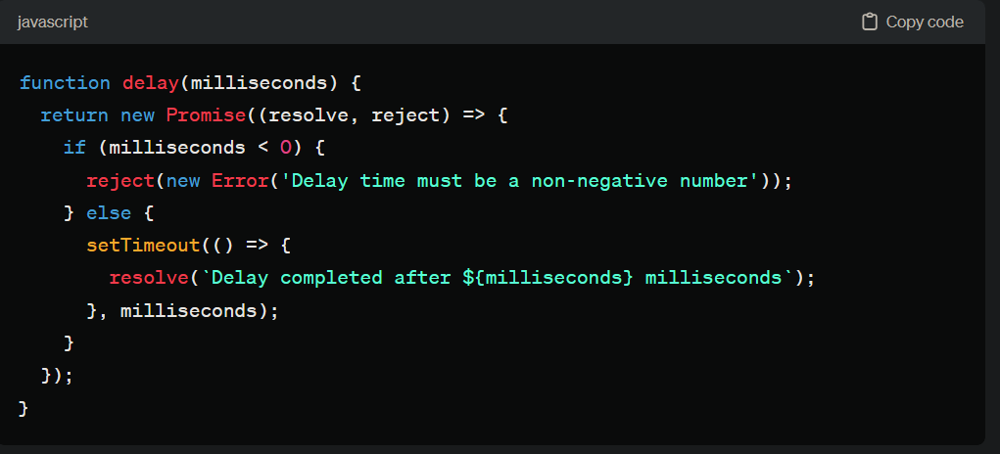 javascript
Copy code
function delay(milliseconds) {
return new Promise((resolve, reject) => {
if (milliseconds < 0) {
reject(new Error('Delay time must be a non-negative number'));
} else {
setTimeout(() => {
resolve(`Delay completed after ${milliseconds} milliseconds`);
}, milliseconds);
}
});
}